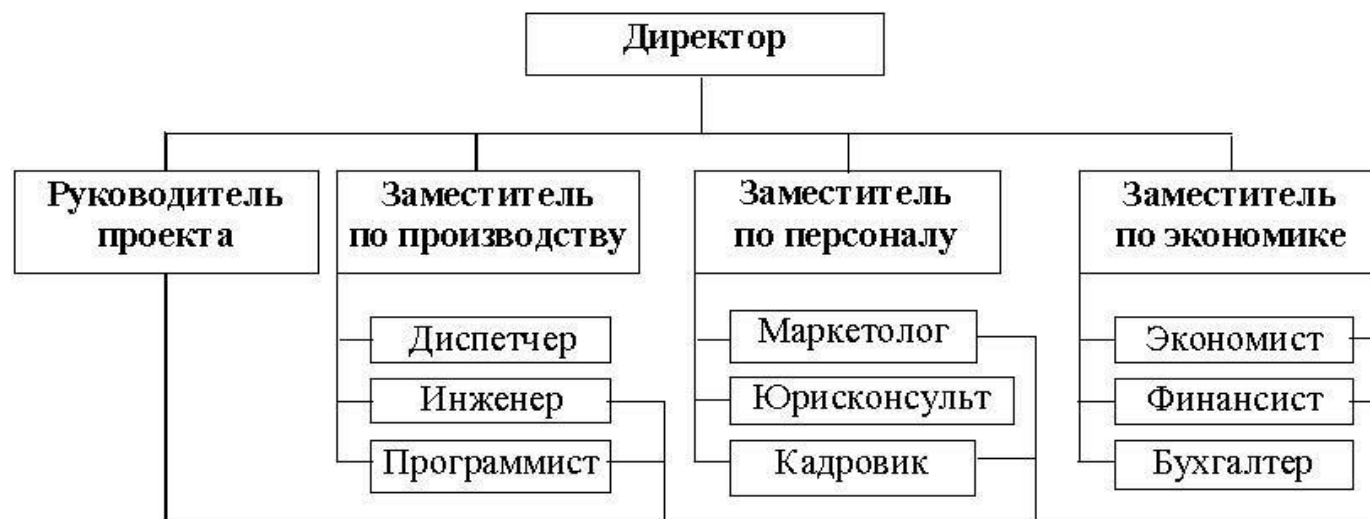 Директор
Руководитель
проекта
Заместитель
по производству
Заместитель
по персоналу
Заместитель
по экономике
Диспетчер
Инженер
Программист
Маркетолог
Юрисконсульт
Кадровик
Экономист
Финансист
Бухгалтер